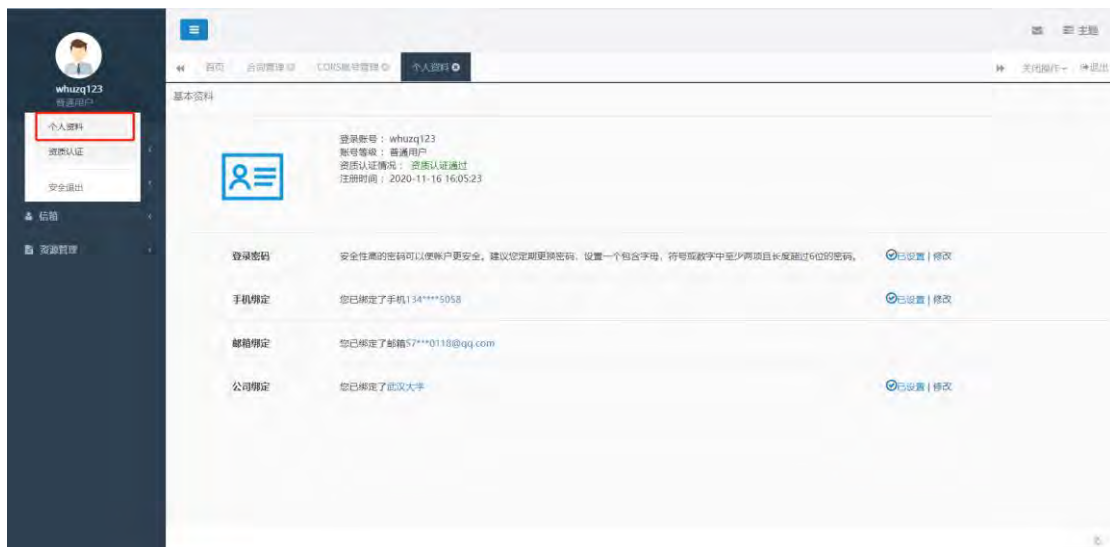 主题
首页 合同管理 CORS账号管理 个人资料 关闭操作 退出
whuzq123
普通用户
基本资料
个人资料
资质认证
安全退出
信箱
资源管理
登录账号： whuzq123
账号等级： 普通用户
资质认证情况： 资质认证通过
注册时间： 2020-11-16 16:05:23
登录密码 安全性高的密码可以使帐户更安全。建议您定期更换密码，设置一个包含字母，符号或数字中至少两项且长度超过6位的密码。 已设置 | 修改
手机绑定 您已绑定了手机134****5058 已设置 | 修改
邮箱绑定 您已绑定了邮箱57***0118@qq.com
公司绑定 您已绑定了武汉大学 已设置 | 修改